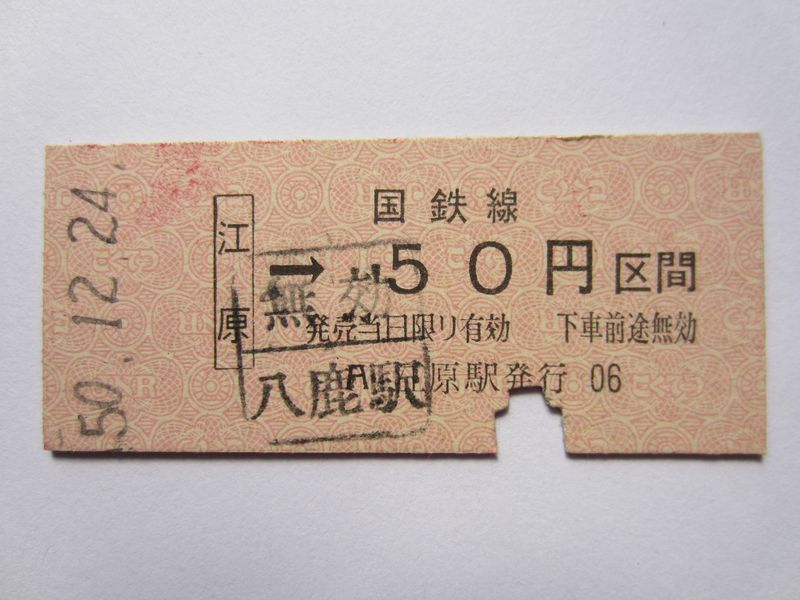 50.12.24.
江原
国鉄線
→ 50円区間
発売当日限り有効 下車前途無効
江原駅発行 06
無効
八鹿駅